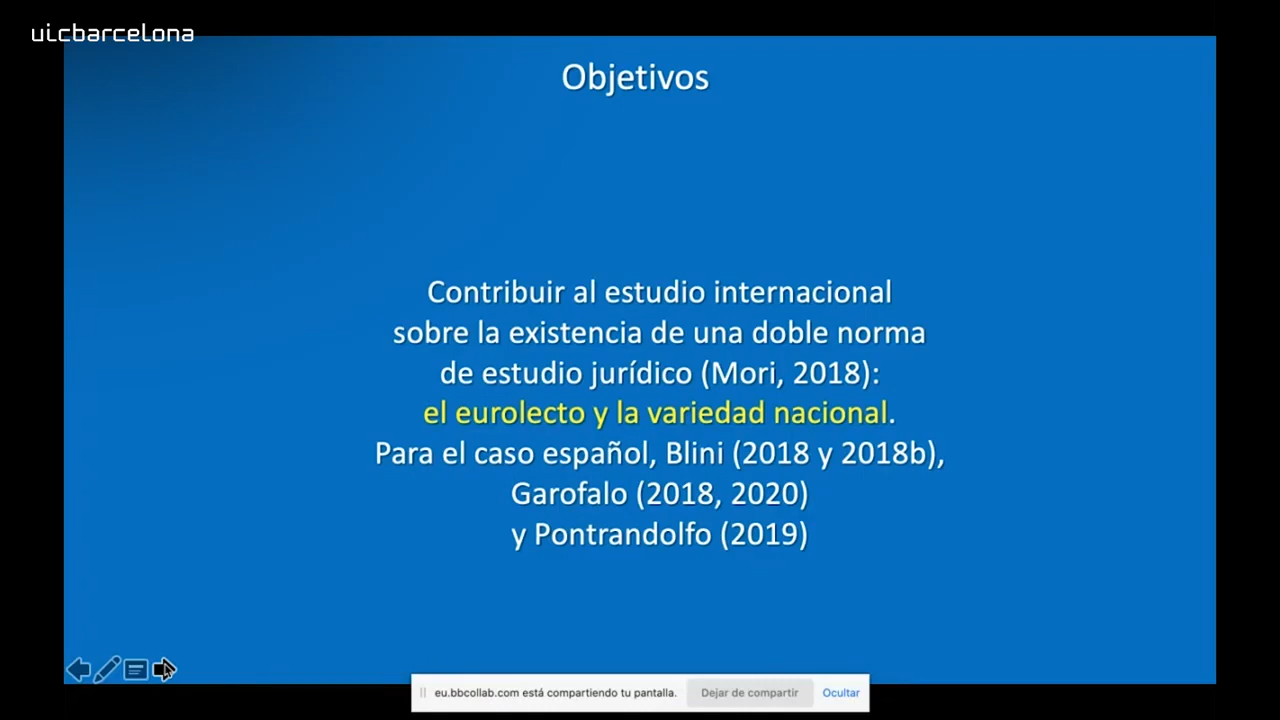 uicbarcelona
Objetivos
Contribuir al estudio internacional
sobre la existencia de una doble norma
de estudio jurídico (Mori, 2018):
el eurolecto y la variedad nacional.
Para el caso español, Blini (2018 y 2018b),
Garofalo (2018, 2020)
y Pontrandolfo (2019)
eu.bbcollab.com está compartiendo tu pantalla. Dejar de compartir Ocultar